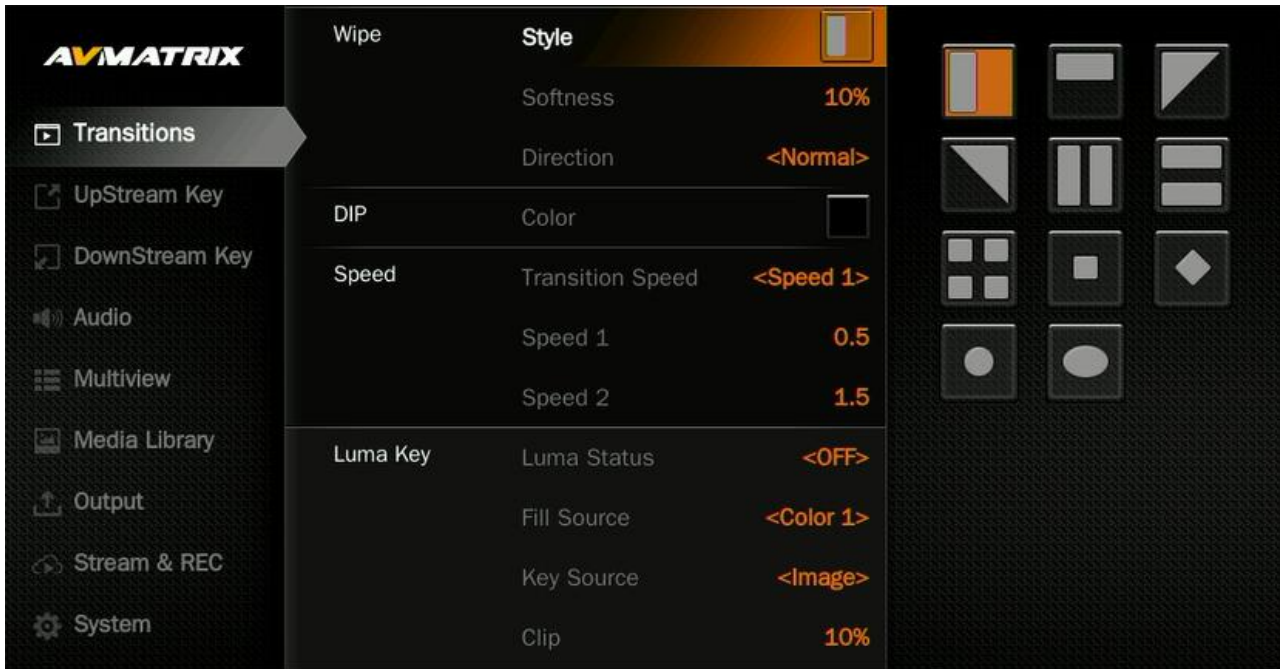 AVMATRIX
Transitions
UpStream Key
DownStream Key
Audio
Multiview
Media Library
Output
Stream & REC
System
Wipe Style
Softness 10%
Direction <Normal>
DIP Color
Speed Transition Speed <Speed 1>
Speed 1 0.5
Speed 2 1.5
Luma Key Luma Status <OFF>
Fill Source <Color 1>
Key Source <Image>
Clip 10%